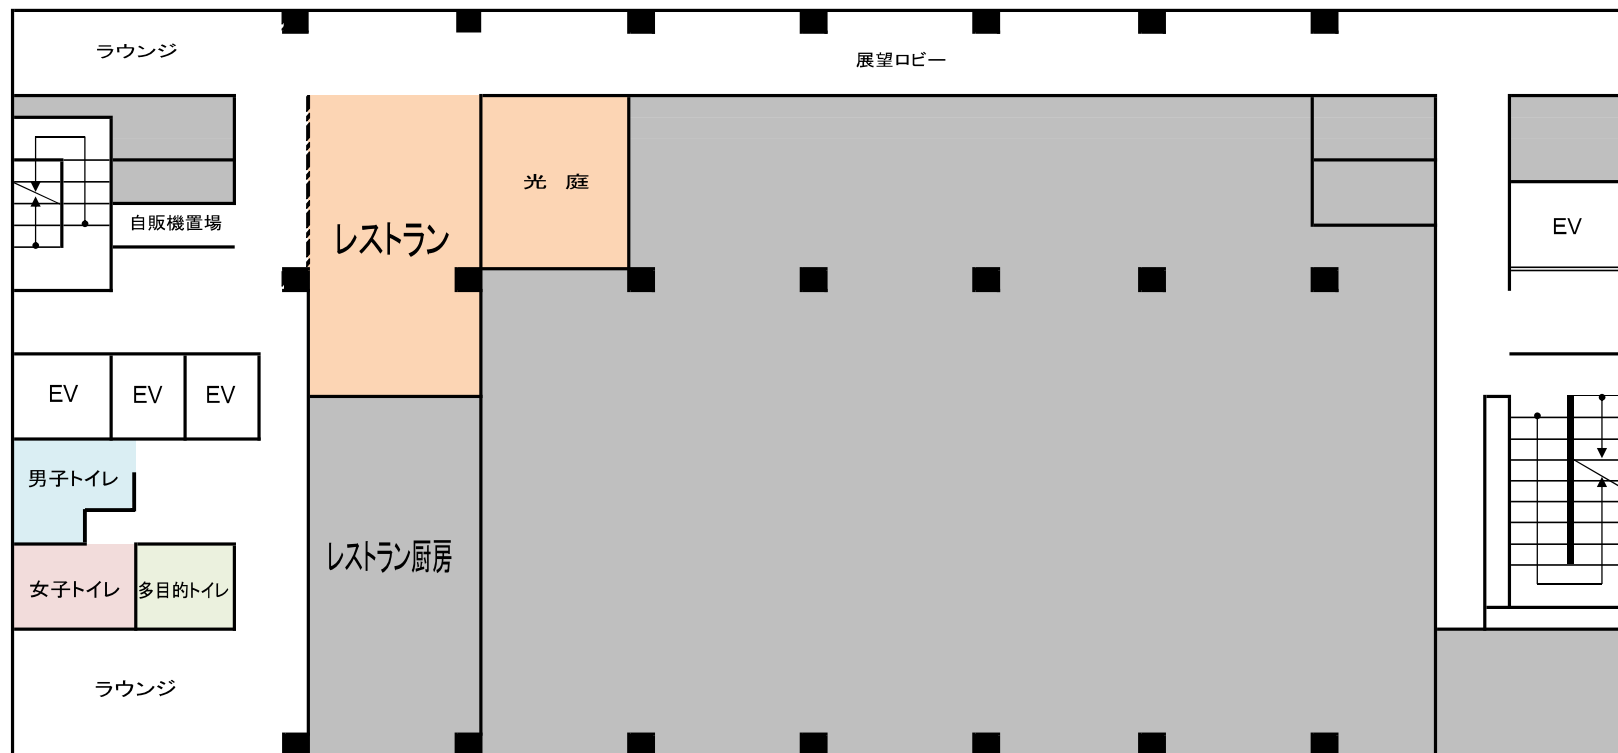 ラウンジ
展望ロビー
光 庭
自販機置場
レストラン
EV
EV
EV
EV
男子トイレ
レストラン厨房
女子トイレ
多目的トイレ
ラウンジ